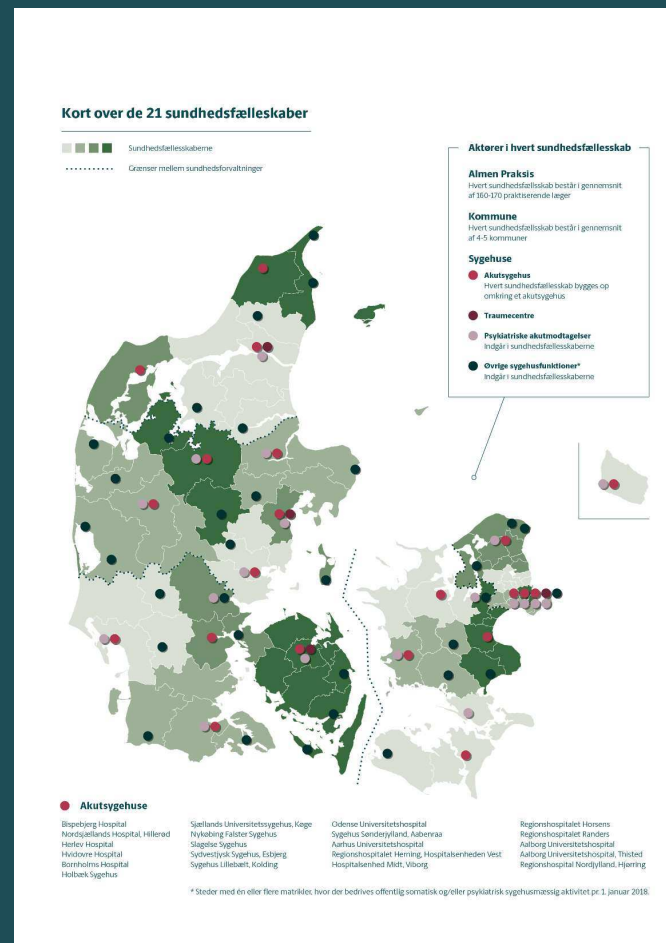 Kort over de 21 sundhedsfælleskaber
Sundhedsfællesskaberne
Grænser mellem sundhedsforvaltninger
Aktører i hvert sundhedsfællesskab
Almen Praksis
Hvert sundhedsfællsskab består i gennemsnit
af 160-170 praktiserende læger
Kommune
Hvert sundhedsfællsskab består i gennemsnit
af 4-5 kommuner
Sygehuse
Akutsygehus
Hvert sundhedsfællesskab bygges op
omkring et akutsygehus
Traumecentre
Psykiatriske akutmodtagelser
Indgår i sundhedsfællesskaberne
Øvrige sygehusfunktioner*
Indgår i sundhedsfællesskaberne
Akutsygehuse
Bispebjerg Hospital
Nordsjællands Hospital, Hillerød
Herlev Hospital
Hvidovre Hospital
Bornholms Hospital
Holbæk Sygehus
Sjællands Universitetssygehus, Køge
Nykøbing Falster Sygehus
Slagelse Sygehus
Sydvestjysk Sygehus, Esbjerg
Sygehus Lillebælt, Kolding
Odense Universitetshospital
Sygehus Sønderjylland, Aabenraa
Aarhus Universitetshospital
Regionshospitalet Herning, Hospitalsenheden Vest
Hospitalsenhed Midt, Viborg
Regionshospitalet Horsens
Regionshospitalet Randers
Aalborg Universitetshospital
Aalborg Universitetshospital, Thisted
Regionshospital Nordjylland, Hjørring
* Steder med én eller flere matrikler, hvor der bedrives offentlig somatisk og/eller psykiatrisk sygehusmæssig aktivitet pr. 1. januar 2018.